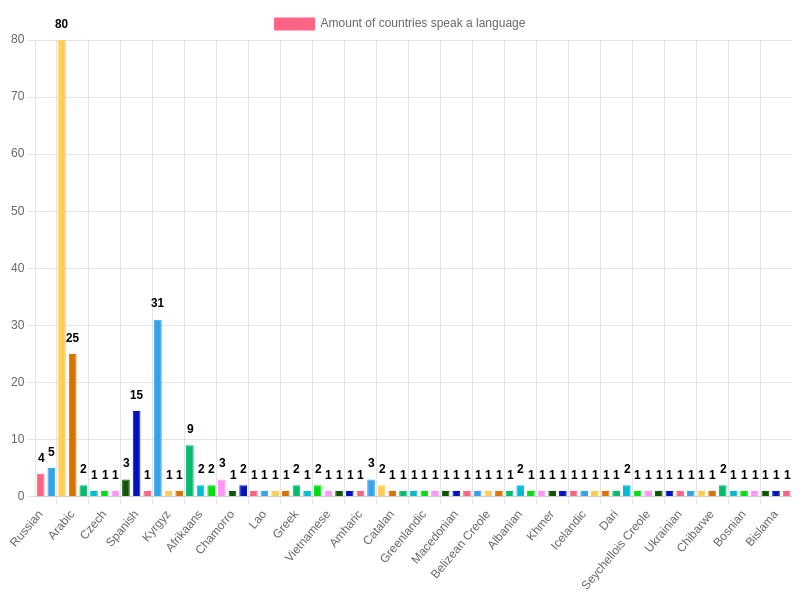 Amount of countries speak a language
80
70
60
50
40
30
20
10
0
4 5 80 25 2 1 1 1 3 15 1 31 1 1 9 2 2 3 1 2 1 1 1 1 2 1 2 1 1 1 1 3 2 1 1 1 1 1 1 1 1 1 1 1 1 2 1 1 1 1 1 1 1 1 1 2 1 1 1 1 1 1 1 1 2 1 1 1 1 1 1
Russian
Arabic
Czech
Spanish
Kyrgyz
Afrikaans
Chamorro
Lao
Greek
Vietnamese
Amharic
Catalan
Greenlandic
Macedonian
Belizean Creole
Albanian
Khmer
Icelandic
Dari
Seychellois Creole
Ukrainian
Chibarwe
Bosnian
Bislama